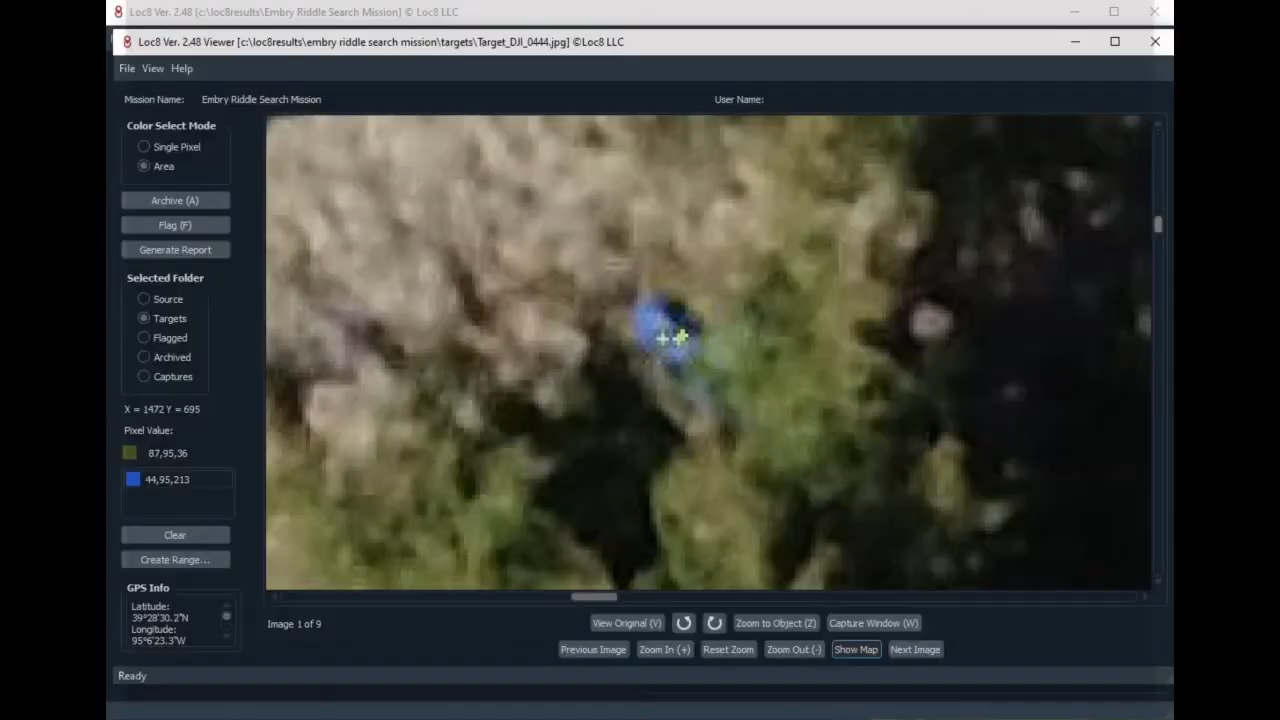 Loc8 Ver. 2.48 [c:\loc8results\Embry Riddle Search Mission] © Loc8 LLC
Loc8 Ver. 2.48 Viewer [c:\loc8results\embry riddle search mission\targets\Target_DJI_0444.jpg] ©Loc8 LLC
File View Help
Mission Name: Embry Riddle Search Mission User Name:
Color Select Mode
Single Pixel
Area
Archive (A)
Flag (F)
Generate Report
Selected Folder
Source
Targets
Flagged
Archived
Captures
X = 1472 Y = 695
Pixel Value:
87,95,36
44,95,213
Clear
Create Range...
GPS Info
Latitude:
39°28'30.2"N
Longitude:
95°6'23.3"W
Image 1 of 9
View Original (V) Zoom to Object (Z) Capture Window (W)
Previous Image Zoom In (+) Reset Zoom Zoom Out (-) Show Map Next Image
Ready